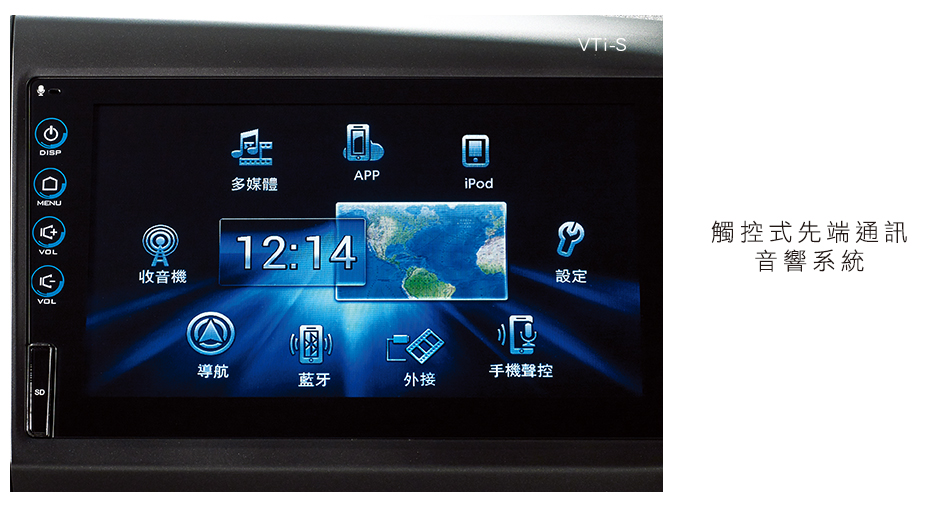 VTi-S
DISP
MENU
VOL
VOL
SD
多媒體
APP
iPod
收音機
12:14
設定
導航
藍牙
外接
手機聲控
觸控式先端通訊
音響系統